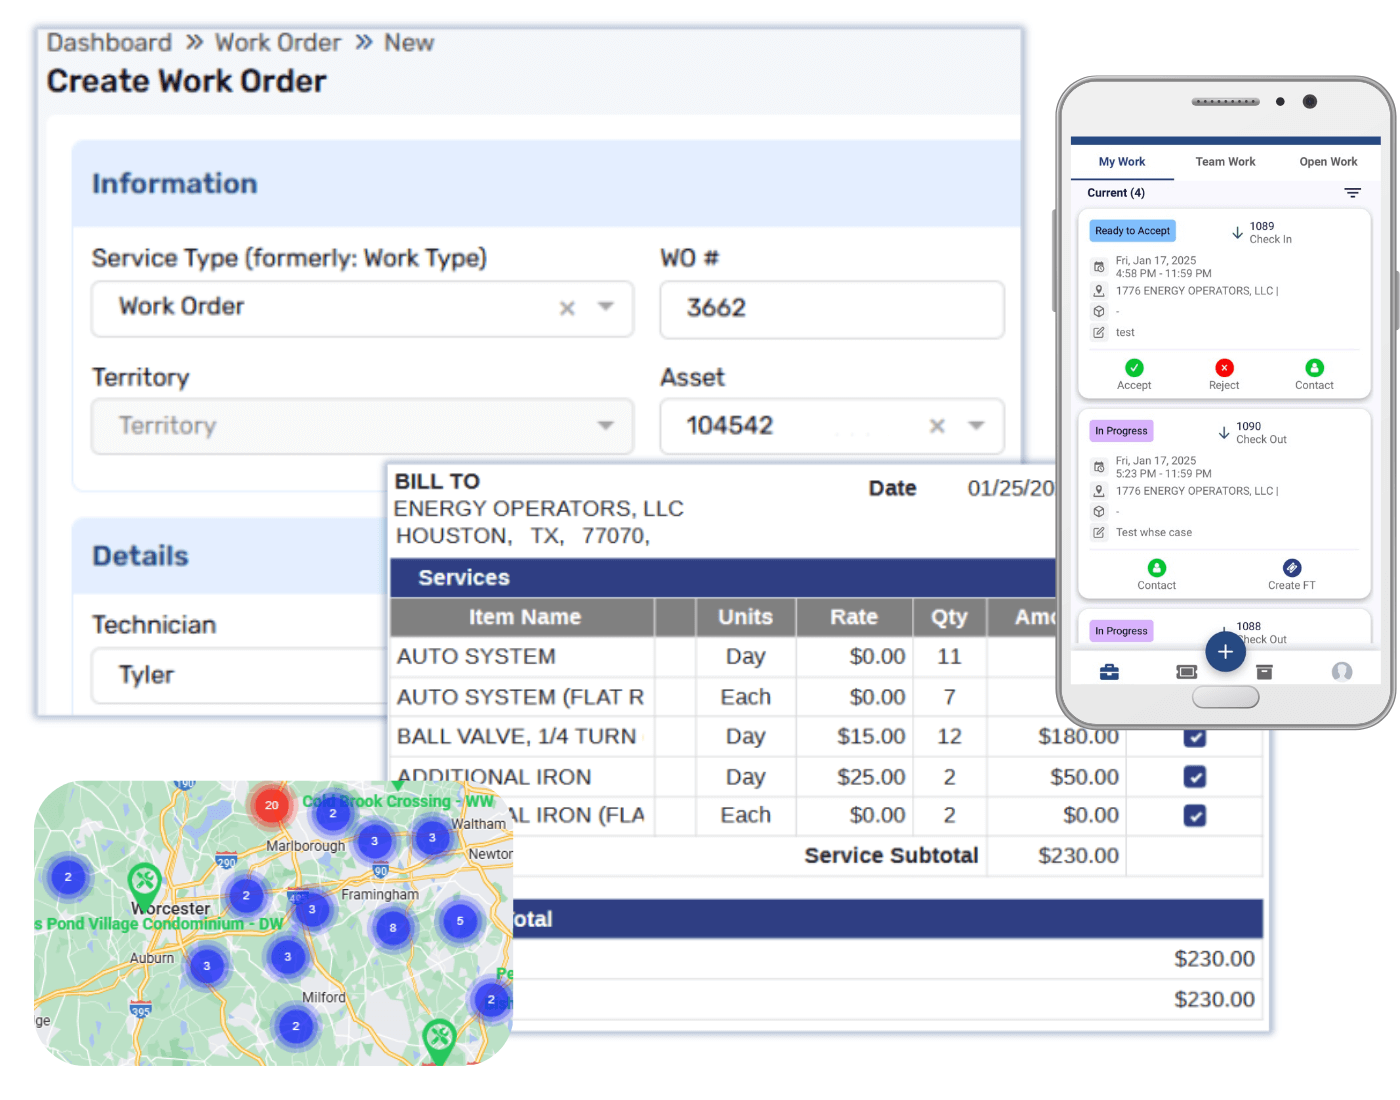 Dashboard » Work Order » New
Create Work Order
Information
Service Type (formerly: Work Type)
WO #
Work Order
3662
Territory
Asset
Territory
104542
Details
Technician
Tyler
BILL TO
Date 01/25/20
ENERGY OPERATORS, LLC
HOUSTON, TX, 77070,
Services
Item Name Units Rate Qty
AUTO SYSTEM Day $0.00 11
AUTO SYSTEM (FLAT R Each $0.00 7
BALL VALVE, 1/4 TURN Day $15.00 12 $180.00
ADDITIONAL IRON Day $25.00 2 $50.00
AL IRON (FLA Each $0.00 2 $0.00
Service Subtotal $230.00
otal
$230.00
$230.00
My Work Team Work Open Work
Current (4)
Ready to Accept
1089
Check In
Fri, Jan 17, 2025
4:58 PM - 11:59 PM
1776 ENERGY OPERATORS, LLC |
-
test
Accept Reject Contact
In Progress
1090
Check Out
Fri, Jan 17, 2025
5:23 PM - 11:59 PM
1776 ENERGY OPERATORS, LLC |
-
Test whse case
Contact Create FT
In Progress
1088
Check Out
+
190
20
Cold Brook Crossing - WW
2
Waltham
Marlborough
3
3
Newton
290
90
2
2
Framingham
3
Worcester
8
5
s Pond Village Condominium - DW
Auburn
3
3
Pe
Milford
2
395
2
ge